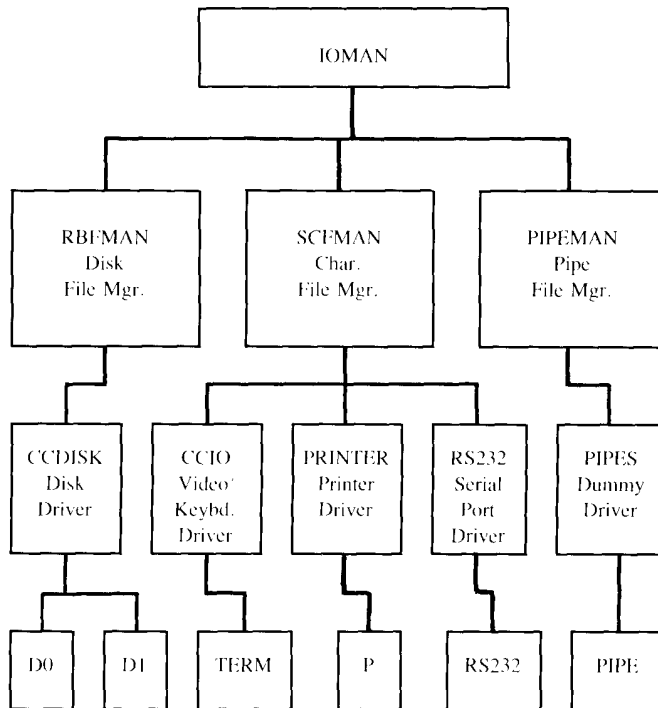 IOMAN
RBFMAN
Disk
File Mgr.
SCFMAN
Char.
File Mgr.
PIPEMAN
Pipe
File Mgr.
CCDISK
Disk
Driver
CCIO
Video/
Keybd.
Driver
PRINTER
Printer
Driver
RS232
Serial
Port
Driver
PIPES
Dummy
Driver
D0
D1
TERM
P
RS232
PIPE